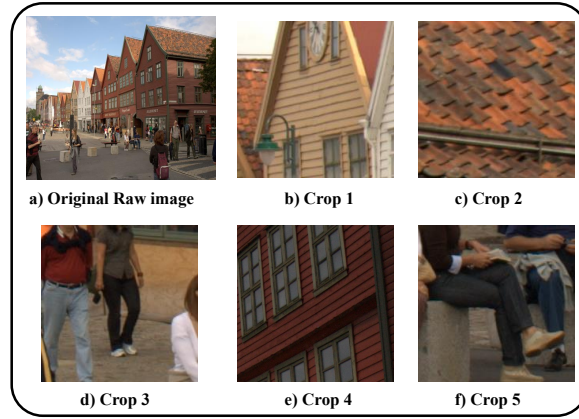 a) Original Raw image
b) Crop 1
c) Crop 2
d) Crop 3
e) Crop 4
f) Crop 5